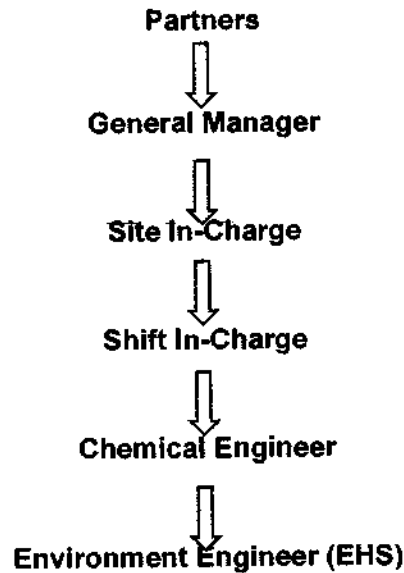 Partners
General Manager
Site In-Charge
Shift In-Charge
Chemical Engineer
Environment Engineer (EHS)